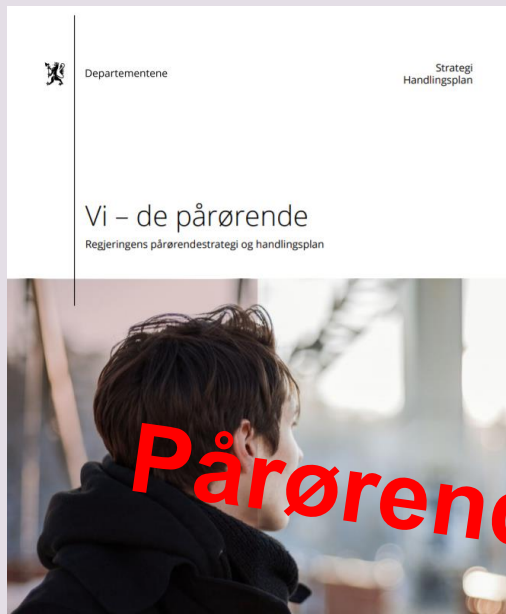 Departementene
Strategi
Handlingsplan
Vi – de pårørende
Regjeringens pårørendestrategi og handlingsplan